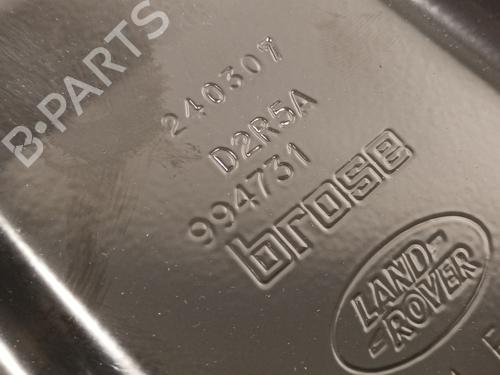 B-PARTS
240307
D2R5A
994731
brose
LAND-
-ROVER